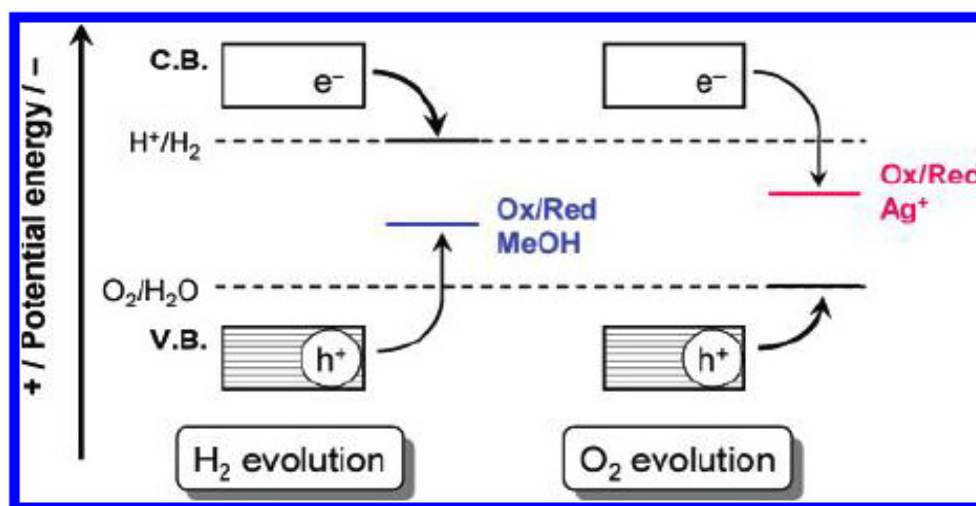 + / Potential energy / –
C.B.
e⁻
e⁻
H⁺/H₂
Ox/Red
Ag⁺
Ox/Red
MeOH
O₂/H₂O
V.B.
h⁺
h⁺
H₂ evolution
O₂ evolution